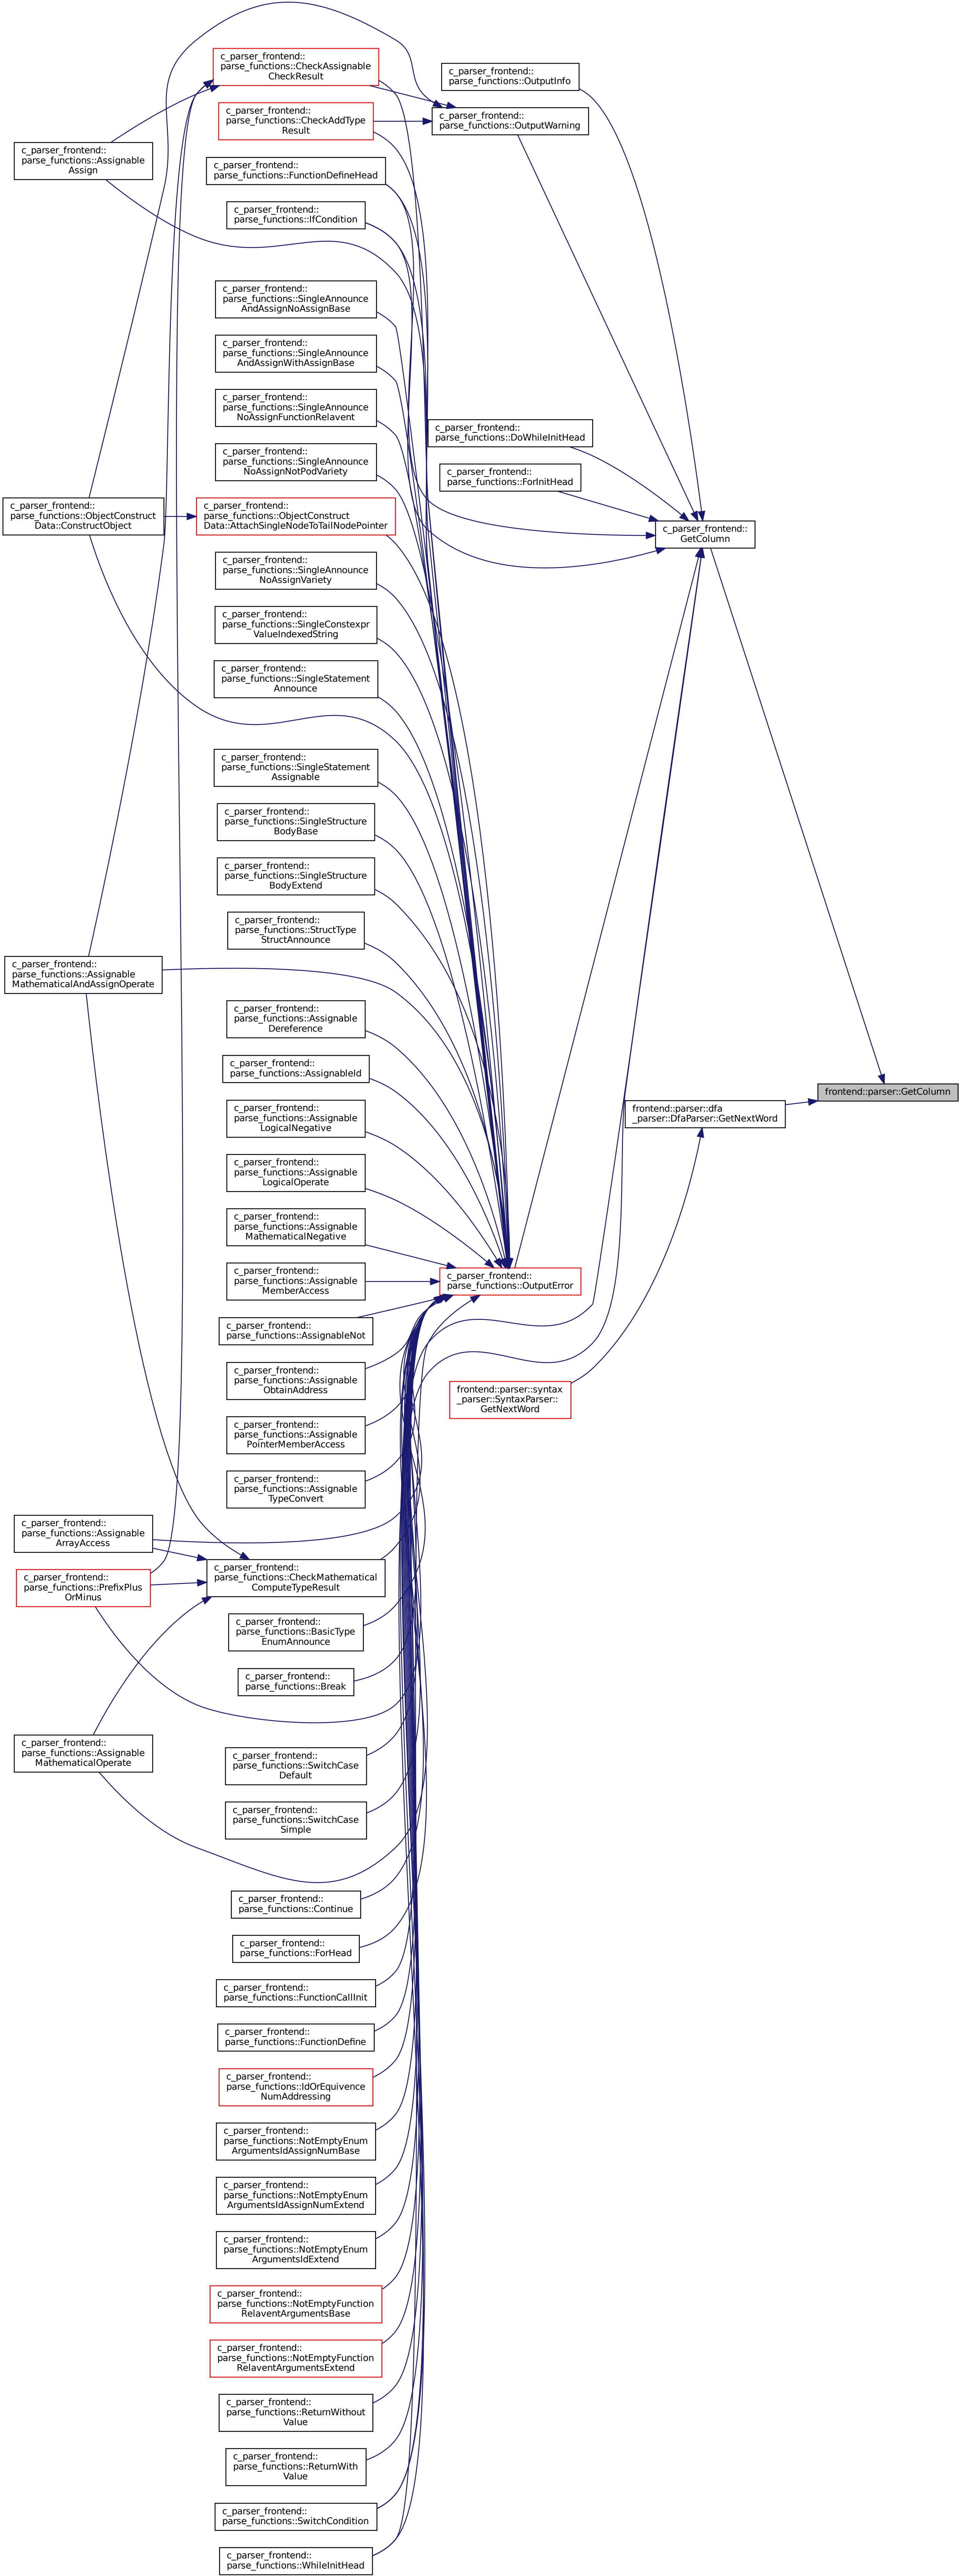 c_parser_frontend::
parse_functions::CheckAssignable
CheckResult
c_parser_frontend::
parse_functions::OutputInfo
c_parser_frontend::
parse_functions::CheckAddType
Result
c_parser_frontend::
parse_functions::OutputWarning
c_parser_frontend::
parse_functions::Assignable
Assign
c_parser_frontend::
parse_functions::FunctionDefineHead
c_parser_frontend::
parse_functions::IfCondition
c_parser_frontend::
parse_functions::SingleAnnounce
AndAssignNoAssignBase
c_parser_frontend::
parse_functions::SingleAnnounce
AndAssignWithAssignBase
c_parser_frontend::
parse_functions::SingleAnnounce
NoAssignFunctionRelavent
c_parser_frontend::
parse_functions::DoWhileInitHead
c_parser_frontend::
parse_functions::SingleAnnounce
NoAssignNotPodVariety
c_parser_frontend::
parse_functions::ForInitHead
c_parser_frontend::
parse_functions::ObjectConstruct
Data::ConstructObject
c_parser_frontend::
parse_functions::ObjectConstruct
Data::AttachSingleNodeToTailNodePointer
c_parser_frontend::
GetColumn
c_parser_frontend::
parse_functions::SingleAnnounce
NoAssignVariety
c_parser_frontend::
parse_functions::SingleConstexpr
ValueIndexedString
c_parser_frontend::
parse_functions::SingleStatement
Announce
c_parser_frontend::
parse_functions::SingleStatement
Assignable
c_parser_frontend::
parse_functions::SingleStructure
BodyBase
c_parser_frontend::
parse_functions::SingleStructure
BodyExtend
c_parser_frontend::
parse_functions::StructType
StructAnnounce
c_parser_frontend::
parse_functions::Assignable
MathematicalAndAssignOperate
c_parser_frontend::
parse_functions::Assignable
Dereference
c_parser_frontend::
parse_functions::AssignableId
frontend::parser::GetColumn
frontend::parser::dfa
_parser::DfaParser::GetNextWord
c_parser_frontend::
parse_functions::Assignable
LogicalNegative
c_parser_frontend::
parse_functions::Assignable
LogicalOperate
c_parser_frontend::
parse_functions::Assignable
MathematicalNegative
c_parser_frontend::
parse_functions::Assignable
MemberAccess
c_parser_frontend::
parse_functions::OutputError
c_parser_frontend::
parse_functions::AssignableNot
c_parser_frontend::
parse_functions::Assignable
ObtainAddress
frontend::parser::syntax
_parser::SyntaxParser::
GetNextWord
c_parser_frontend::
parse_functions::Assignable
PointerMemberAccess
c_parser_frontend::
parse_functions::Assignable
TypeConvert
c_parser_frontend::
parse_functions::Assignable
ArrayAccess
c_parser_frontend::
parse_functions::CheckMathematical
ComputeTypeResult
c_parser_frontend::
parse_functions::PrefixPlus
OrMinus
c_parser_frontend::
parse_functions::BasicType
EnumAnnounce
c_parser_frontend::
parse_functions::Break
c_parser_frontend::
parse_functions::Assignable
MathematicalOperate
c_parser_frontend::
parse_functions::SwitchCase
Default
c_parser_frontend::
parse_functions::SwitchCase
Simple
c_parser_frontend::
parse_functions::Continue
c_parser_frontend::
parse_functions::ForHead
c_parser_frontend::
parse_functions::FunctionCallInit
c_parser_frontend::
parse_functions::FunctionDefine
c_parser_frontend::
parse_functions::IdOrEquivence
NumAddressing
c_parser_frontend::
parse_functions::NotEmptyEnum
ArgumentsIdAssignNumBase
c_parser_frontend::
parse_functions::NotEmptyEnum
ArgumentsIdAssignNumExtend
c_parser_frontend::
parse_functions::NotEmptyEnum
ArgumentsIdExtend
c_parser_frontend::
parse_functions::NotEmptyFunction
RelaventArgumentsBase
c_parser_frontend::
parse_functions::NotEmptyFunction
RelaventArgumentsExtend
c_parser_frontend::
parse_functions::ReturnWithout
Value
c_parser_frontend::
parse_functions::ReturnWith
Value
c_parser_frontend::
parse_functions::SwitchCondition
c_parser_frontend::
parse_functions::WhileInitHead